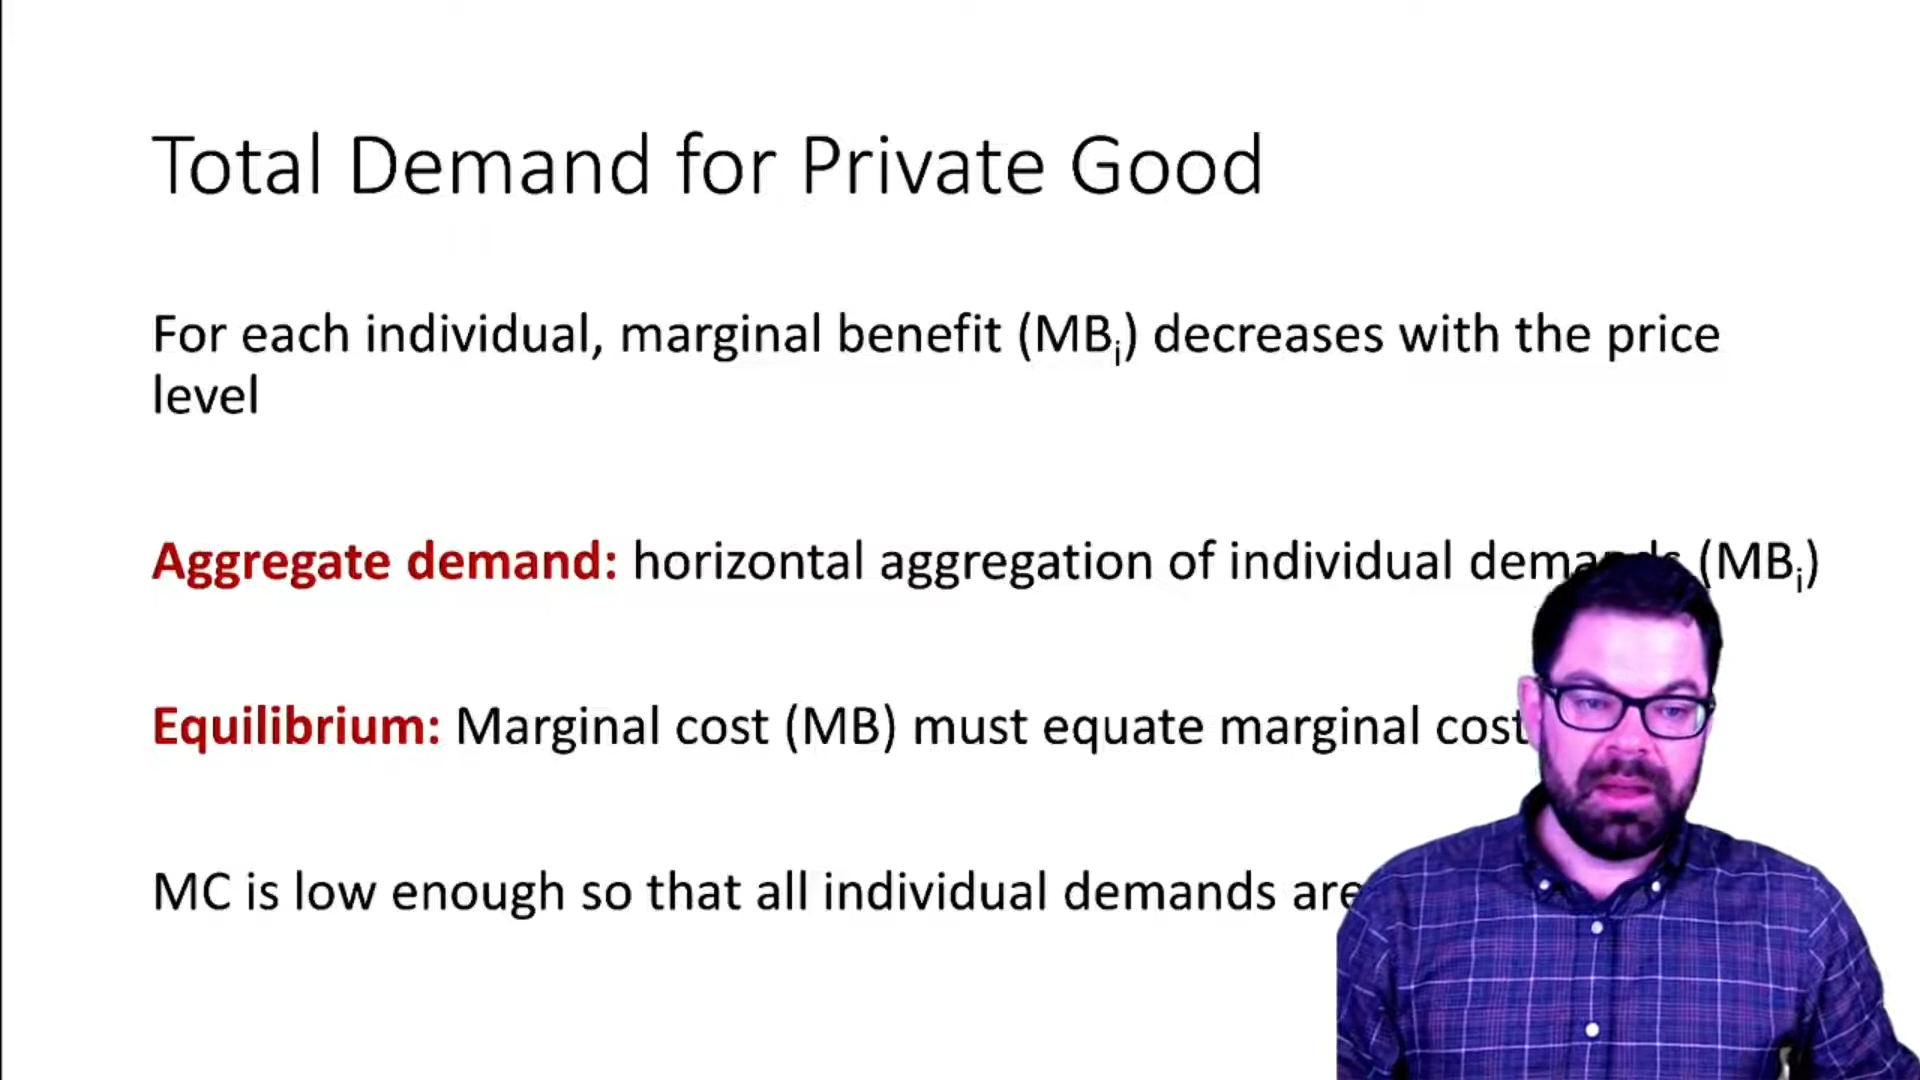 Total Demand for Private Good
For each individual, marginal benefit (MBᵢ) decreases with the price
level
Aggregate demand: horizontal aggregation of individual demands (MBᵢ)
Equilibrium: Marginal cost (MB) must equate marginal cost
MC is low enough so that all individual demands are